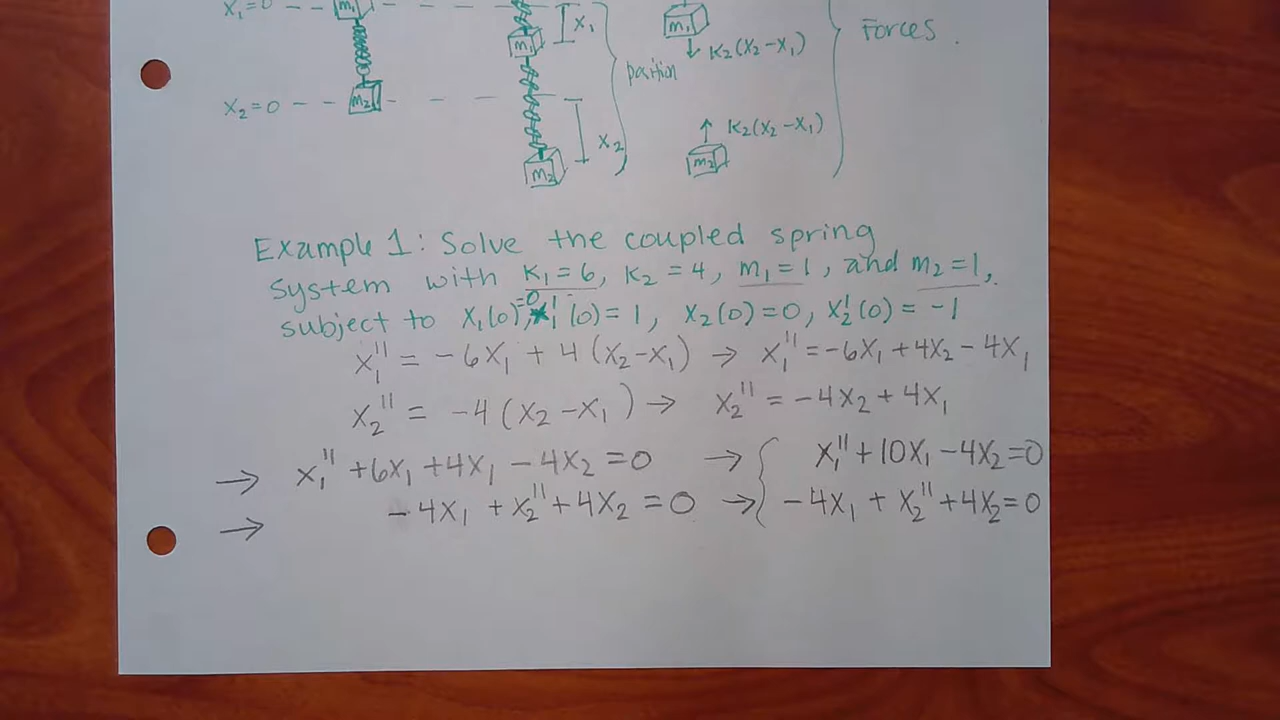 x₁=0 m₁ m₁ x₁ m₁ Forces.
position K₂(x₂-x₁)
x₂=0 m₂ x₂ m₂ K₂(x₂-x₁)
m₂
Example 1: Solve the coupled spring
system with K₁=6, K₂=4, m₁=1, and m₂=1,
subject to x₁(0)=0, x₁'(0)=1, x₂(0)=0, x₂'(0)=-1
x₁'' = -6x₁ + 4(x₂-x₁) → x₁''=-6x₁+4x₂-4x₁
x₂'' = -4(x₂-x₁) → x₂''=-4x₂+4x₁
→ x₁''+6x₁+4x₁-4x₂=0 → { x₁''+10x₁-4x₂=0
→ -4x₁+x₂''+4x₂=0 → { -4x₁+x₂''+4x₂=0